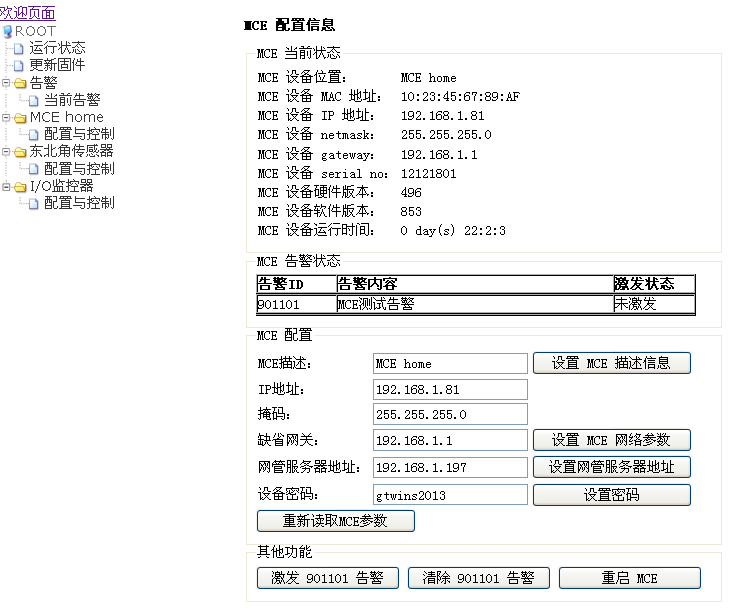 欢迎页面
ROOT
运行状态
更新固件
告警
当前告警
MCE home
配置与控制
东北角传感器
配置与控制
I/O监控器
配置与控制
MCE 配置信息
MCE 当前状态
MCE 设备位置: MCE home
MCE 设备 MAC 地址: 10:23:45:67:89:AF
MCE 设备 IP 地址: 192.168.1.81
MCE 设备 netmask: 255.255.255.0
MCE 设备 gateway: 192.168.1.1
MCE 设备 serial no: 12121801
MCE 设备硬件版本: 496
MCE 设备软件版本: 853
MCE 设备运行时间: 0 day(s) 22:2:3
MCE 告警状态
告警ID 告警内容 激发状态
901101 MCE测试告警 未激发
MCE 配置
MCE描述: MCE home 设置 MCE 描述信息
IP地址: 192.168.1.81
掩码: 255.255.255.0
缺省网关: 192.168.1.1 设置 MCE 网络参数
网管服务器地址: 192.168.1.197 设置网管服务器地址
设备密码: gtwins2013 设置密码
重新读取MCE参数
其他功能
激发 901101 告警 清除 901101 告警 重启 MCE